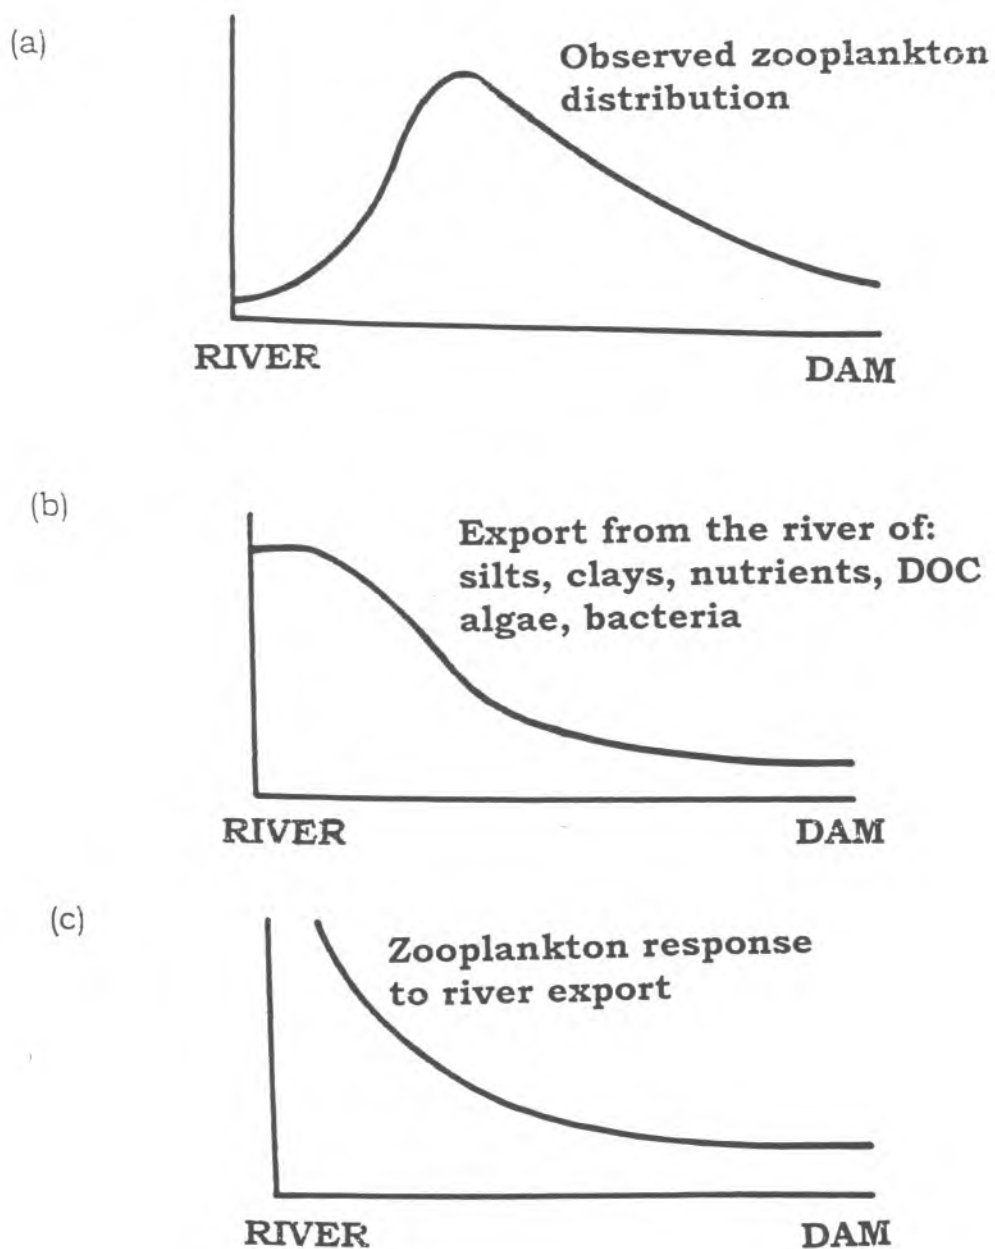 (a)
Observed zooplankton
distribution
RIVER
DAM
(b)
Export from the river of:
silts, clays, nutrients, DOC
algae, bacteria
RIVER
DAM
(c)
Zooplankton response
to river export
RIVER
DAM